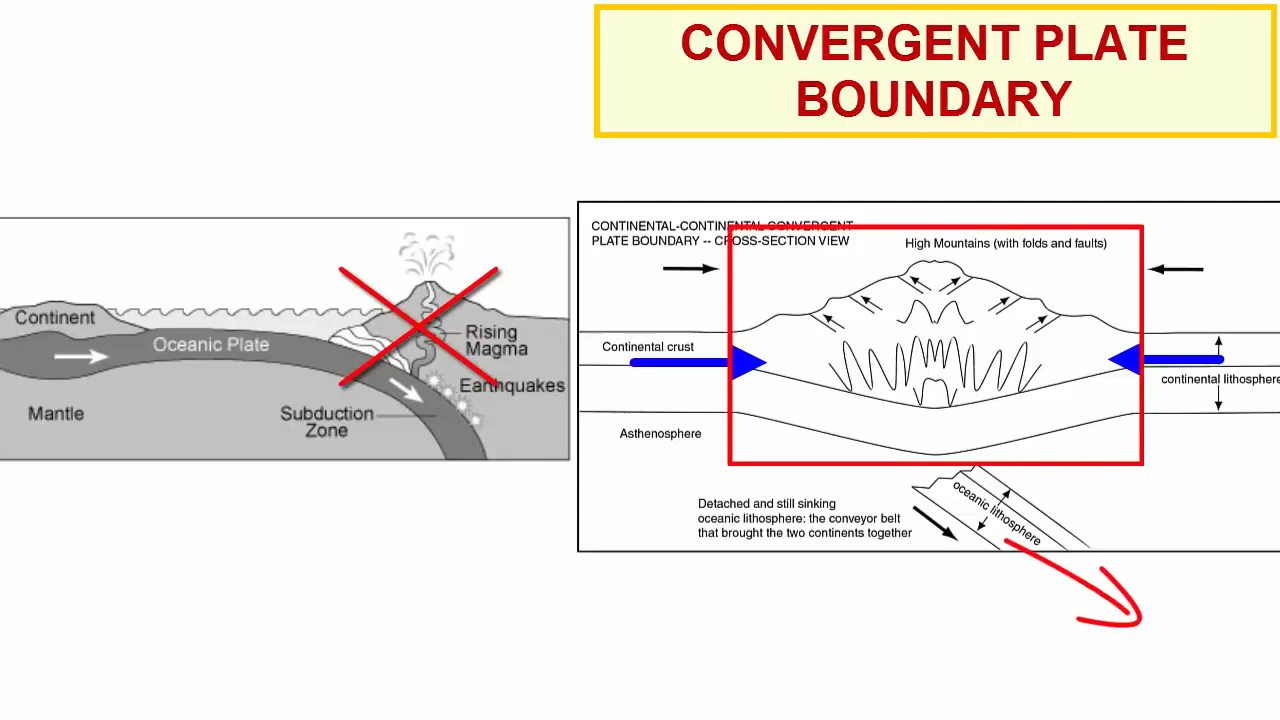 CONVERGENT PLATE
BOUNDARY
Continent
Oceanic Plate
Rising
Magma
Earthquakes
Mantle
Subduction
Zone
CONTINENTAL-CONTINENTAL CONVERGENT
PLATE BOUNDARY -- CROSS-SECTION VIEW
High Mountains (with folds and faults)
Continental crust
continental lithosphere
Asthenosphere
Detached and still sinking
oceanic lithosphere: the conveyor belt
that brought the two continents together
oceanic lithosphere